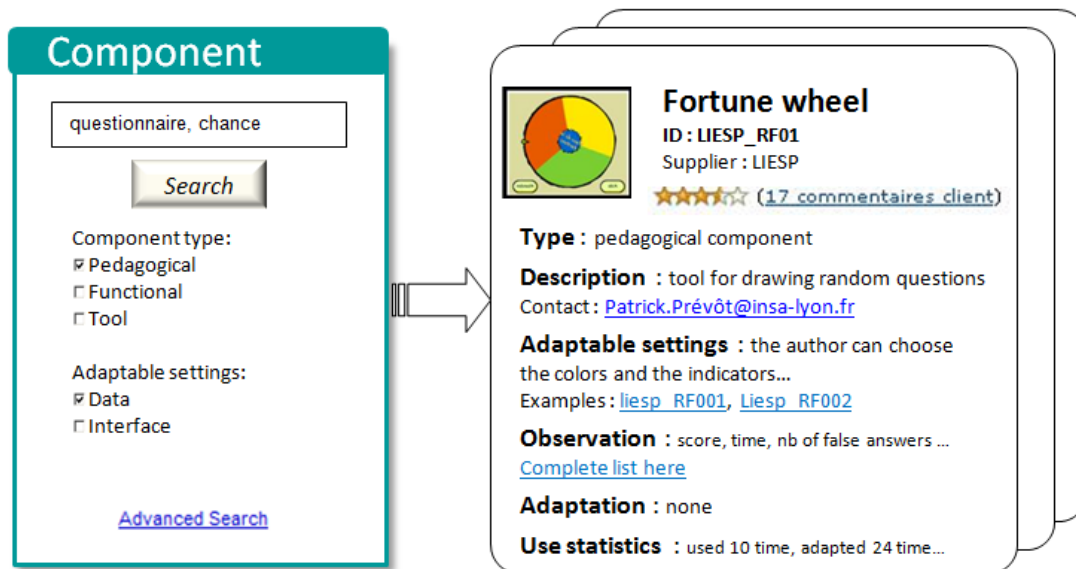 Component
questionnaire, chance
Search
Component type:
Pedagogical
Functional
Tool
Adaptable settings:
Data
Interface
Advanced Search
Fortune wheel
ID : LIESP_RF01
Supplier : LIESP
(17 commentaires client)
Type : pedagogical component
Description : tool for drawing random questions
Contact : Patrick.Prévôt@insa-lyon.fr
Adaptable settings : the author can choose
the colors and the indicators...
Examples : liesp_RF001, Liesp_RF002
Observation : score, time, nb of false answers ...
Complete list here
Adaptation : none
Use statistics : used 10 time, adapted 24 time...